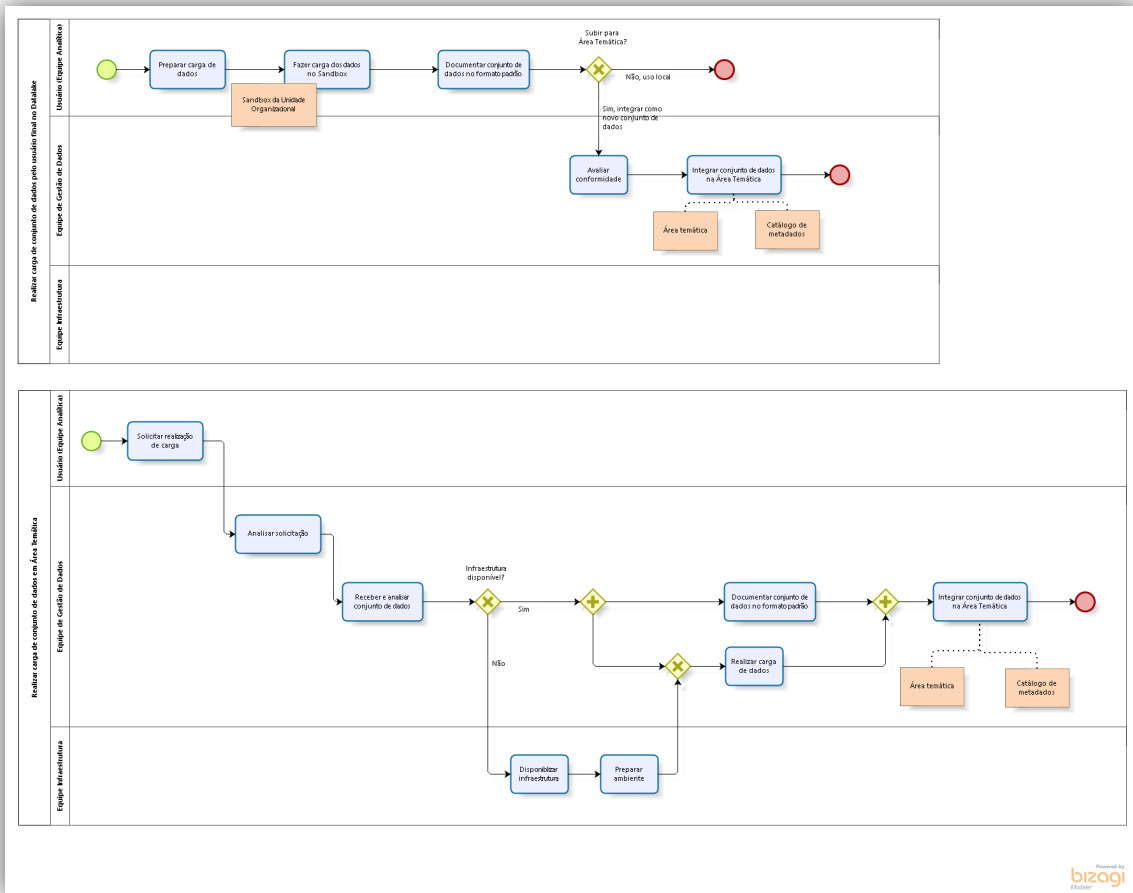 Realizar carga de conjunto de dados pelo usuário final no Datalake
Usuário (Equipe Analítica)
Preparar carga de
dados
Fazer carga dos dados
no Sandbox
Sandbox da Unidade
Organizacional
Documentar conjunto de
dados no formato padrão
Subir para
Área Temática?
Não, uso local
Sim, integrar como
novo conjunto de
dados
Equipe de Gestão de Dados
Avaliar
conformidade
Integrar conjunto de dados
na Área Temática
Área temática
Catálogo de
metadados
Equipe Infraestrutura
Realizar carga de conjunto de dados em Área Temática
Usuário (Equipe Analítica)
Solicitar realização
de carga
Equipe de Gestão de Dados
Analisar solicitação
Receber e analisar
conjunto de dados
Infraestrutura
disponível?
Sim
Não
Documentar conjunto de
dados no formato padrão
Realizar carga
de dados
Integrar conjunto de dados
na Área Temática
Área temática
Catálogo de
metadados
Equipe Infraestrutura
Disponiblizar
infraestrutura
Preparar
ambiente
Powered by
bizagi
Modeler